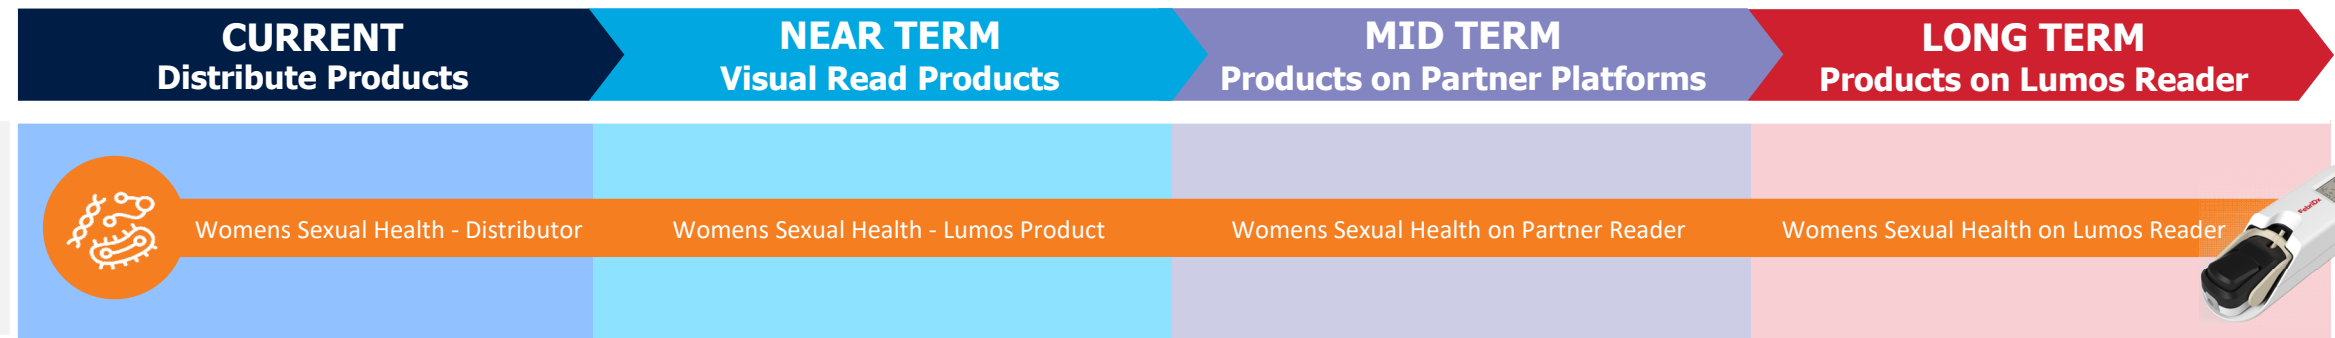 CURRENT
Distribute Products
NEAR TERM
Visual Read Products
MID TERM
Products on Partner Platforms
LONG TERM
Products on Lumos Reader
Womens Sexual Health - Distributor
Womens Sexual Health - Lumos Product
Womens Sexual Health on Partner Reader
Womens Sexual Health on Lumos Reader
FebriDx